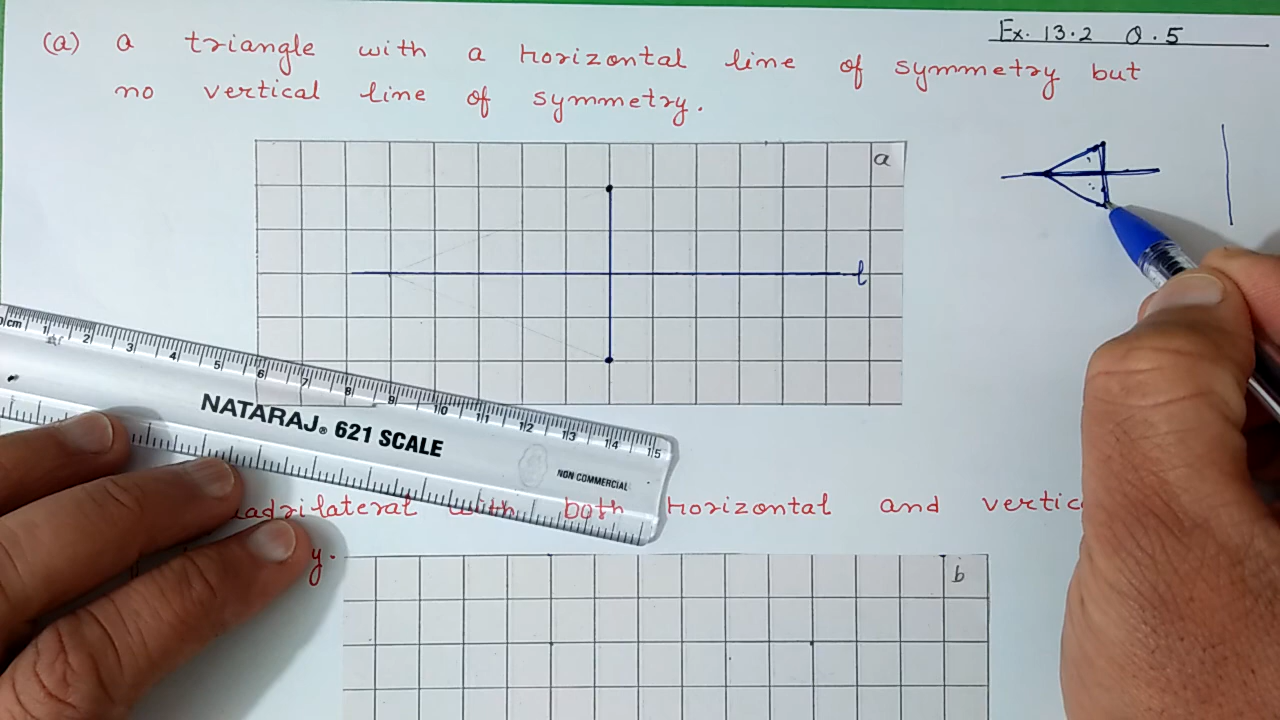 Ex. 13.2 Q.5
(a) a triangle with a horizontal line of symmetry but
no vertical line of symmetry.
a
l
0 cm 1 2 3 4 5 6 7 8 9 10 11 12 13 14 15
NATARAJ® 621 SCALE
NON COMMERCIAL
both horizontal and
y.
b